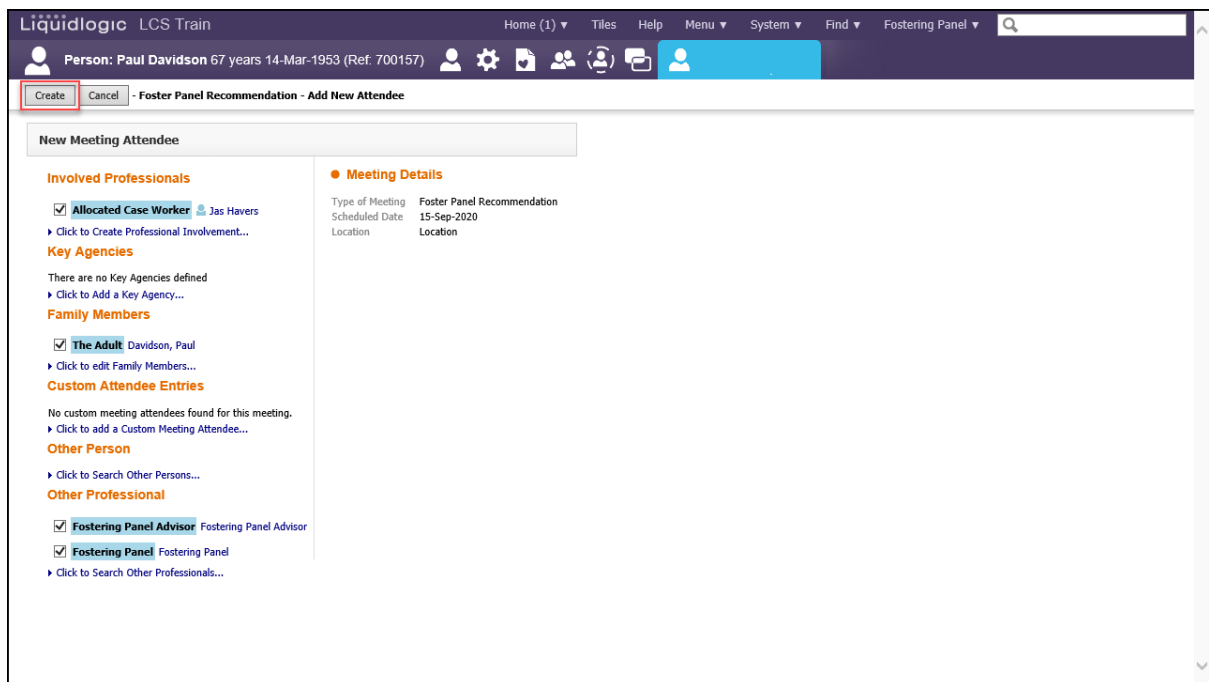 Liquidlogic LCS Train Home (1) ▾ Tiles Help Menu ▾ System ▾ Find ▾ Fostering Panel ▾
Person: Paul Davidson 67 years 14-Mar-1953 (Ref: 700157)
Create Cancel - Foster Panel Recommendation - Add New Attendee
New Meeting Attendee
Involved Professionals
Allocated Case Worker Jas Havers
Click to Create Professional Involvement...
Key Agencies
There are no Key Agencies defined
Click to Add a Key Agency...
Family Members
The Adult Davidson, Paul
Click to edit Family Members...
Custom Attendee Entries
No custom meeting attendees found for this meeting.
Click to add a Custom Meeting Attendee...
Other Person
Click to Search Other Persons...
Other Professional
Fostering Panel Advisor Fostering Panel Advisor
Fostering Panel Fostering Panel
Click to Search Other Professionals...
Meeting Details
Type of Meeting Foster Panel Recommendation
Scheduled Date 15-Sep-2020
Location Location